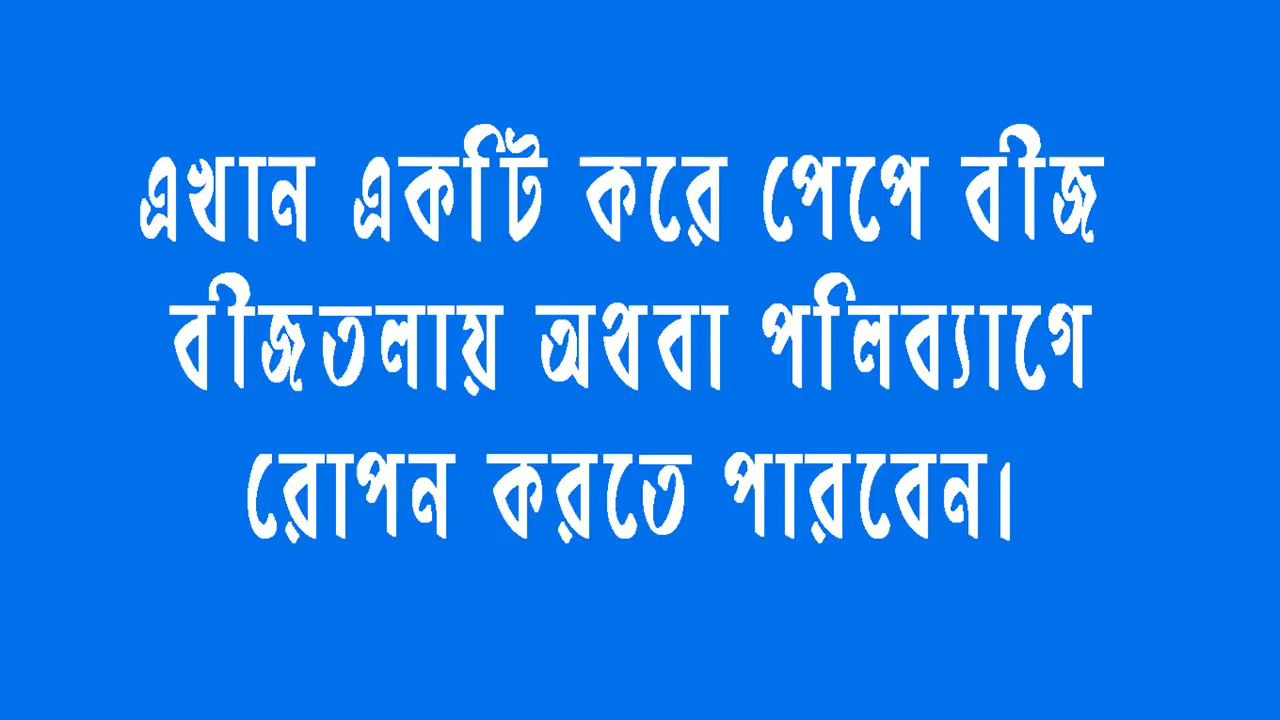 এখান একটি করে পেপে বীজ
বীজতলায় অথবা পলিব্যাগে
রোপন করতে পারবেন।